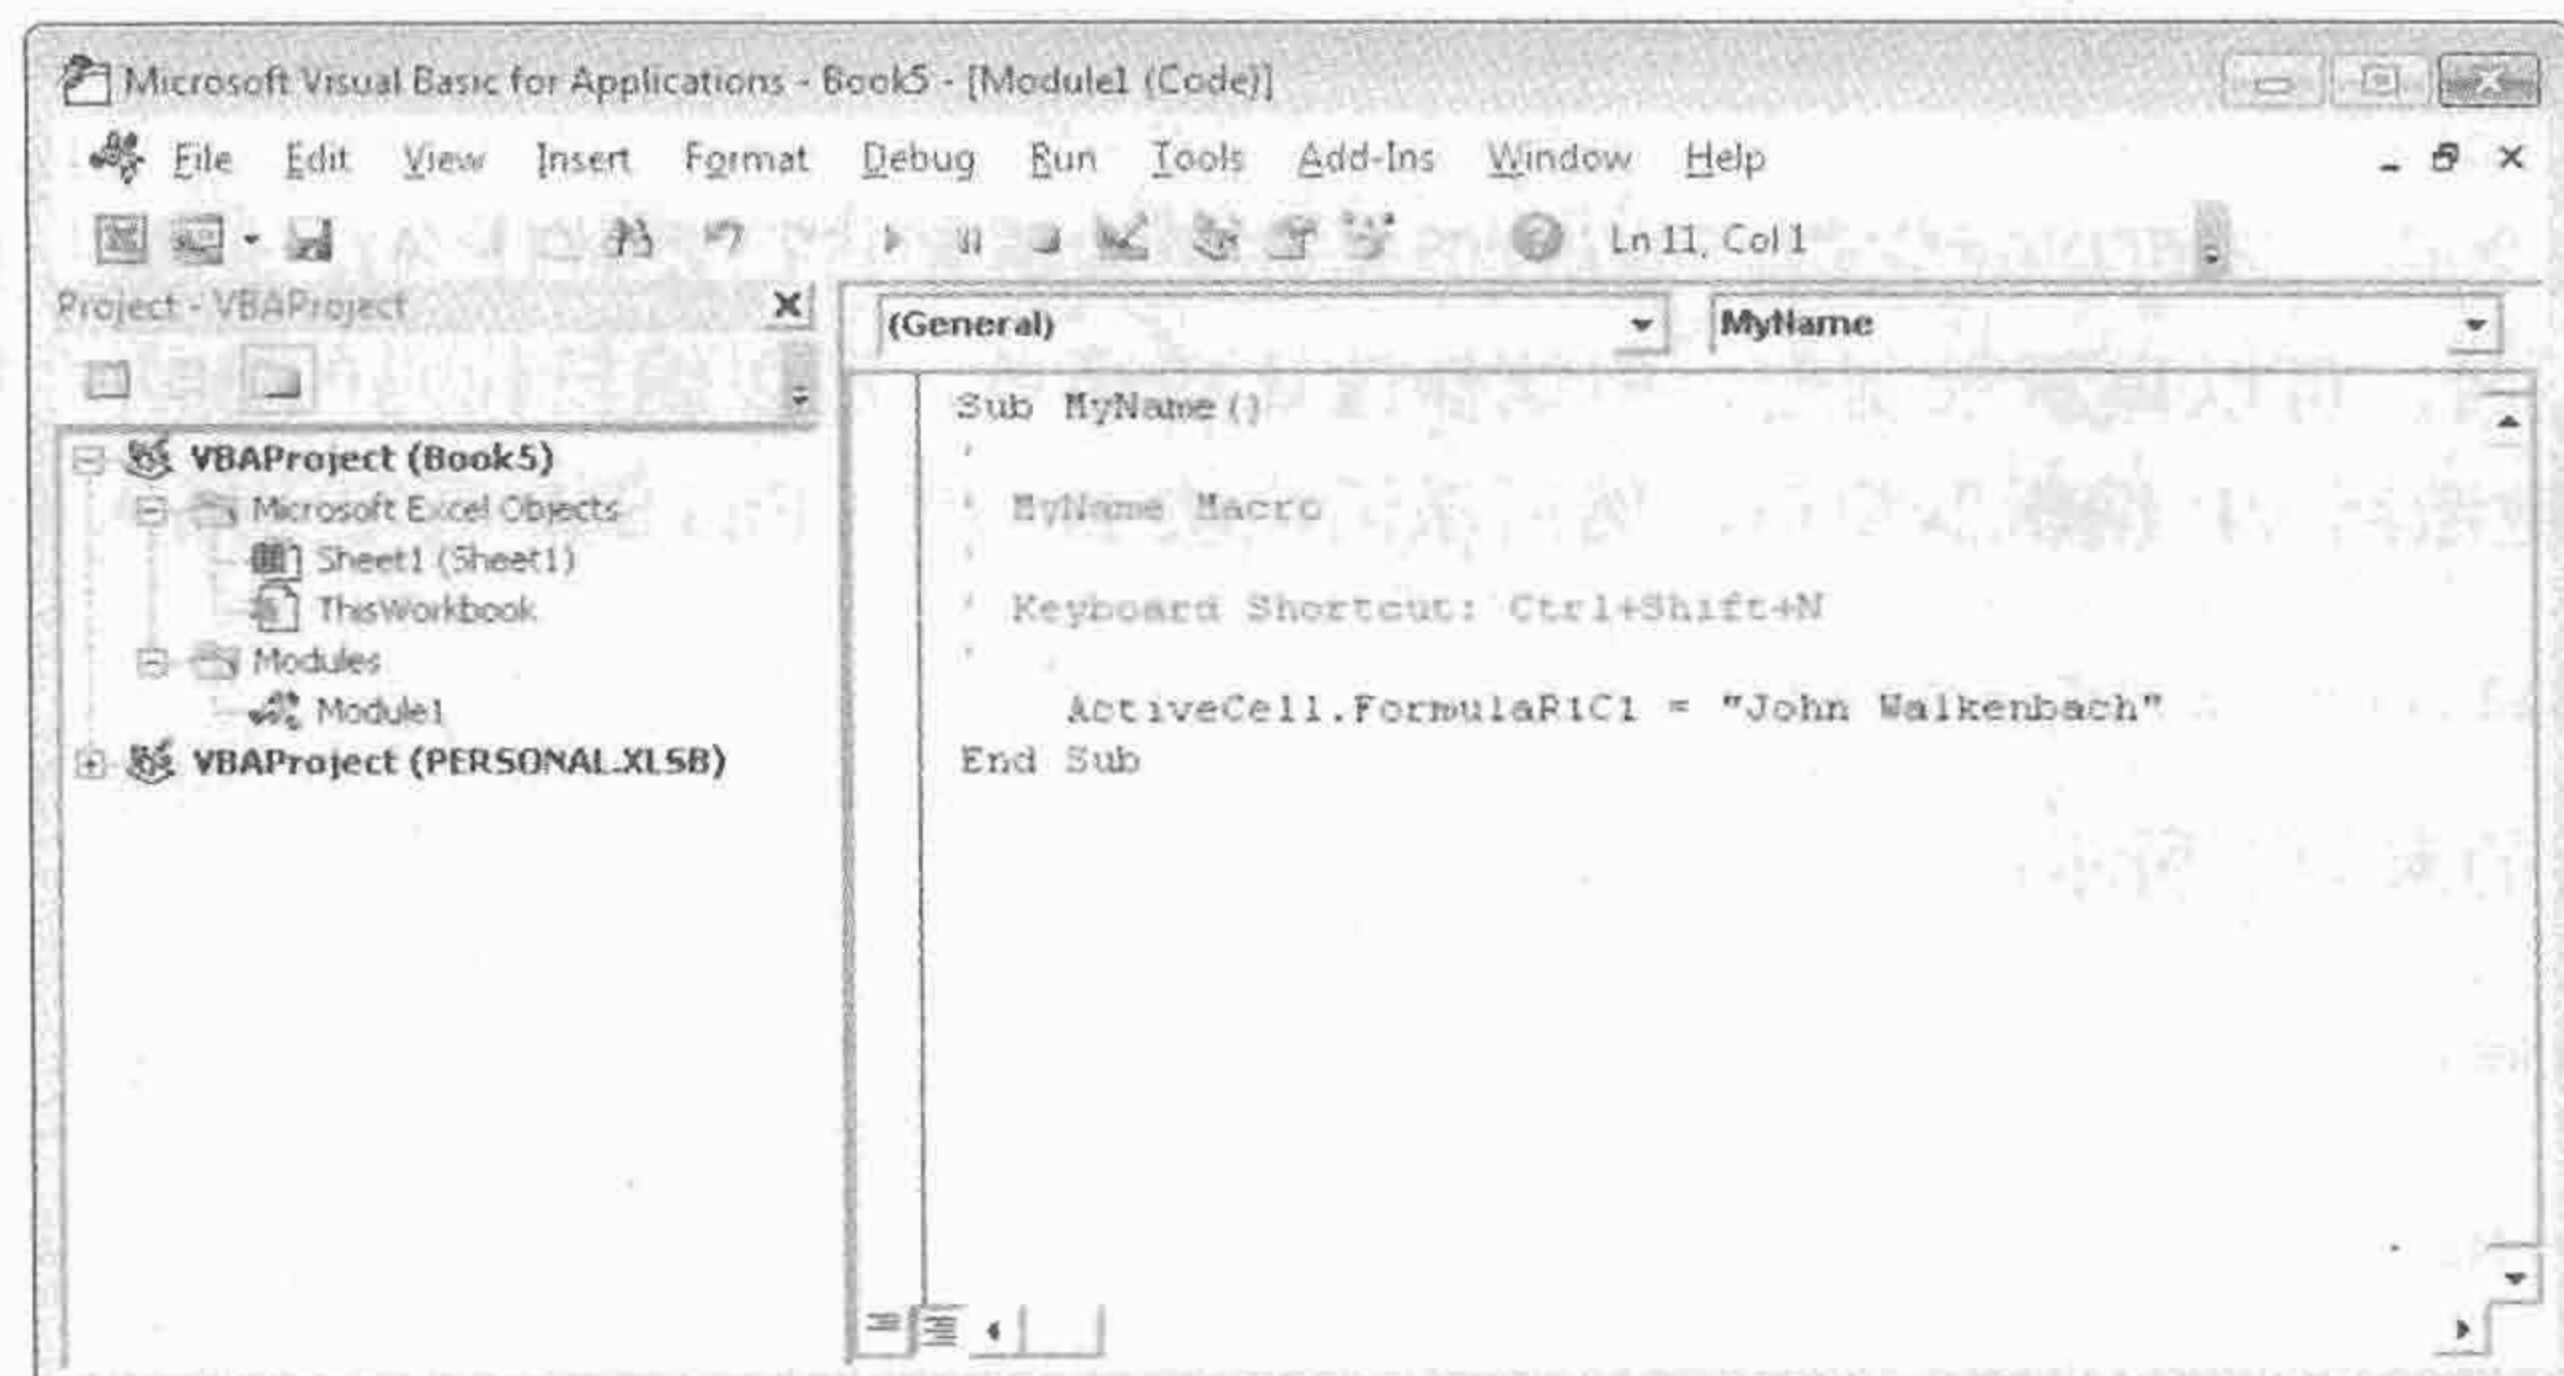 Microsoft Visual Basic for Applications - Book5 - [Module1 (Code)]
File Edit View Insert Format Debug Run Tools Add-Ins Window Help
Ln 11, Col 1
Project - VBAProject
(General) MyName
VBAProject (Book5)
Microsoft Excel Objects
Sheet1 (Sheet1)
ThisWorkbook
Modules
Module1
VBAProject (PERSONAL.XLSB)
Sub MyName()
'
' MyName Macro
'
' Keyboard Shortcut: Ctrl+Shift+N
'
ActiveCell.FormulaR1C1 = "John Walkenbach"
End Sub